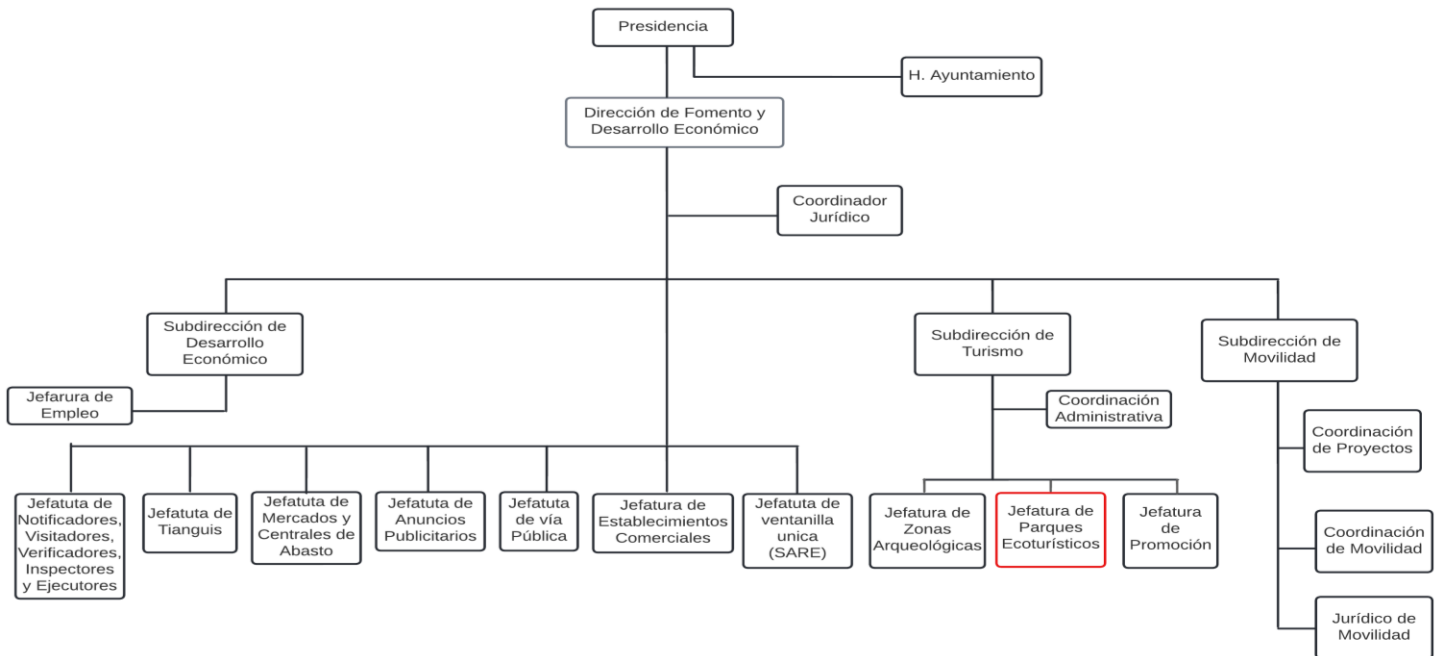 Presidencia
H. Ayuntamiento
Dirección de Fomento y
Desarrollo Económico
Coordinador
Jurídico
Subdirección de
Desarrollo
Económico
Subdirección de
Turismo
Subdirección de
Movilidad
Jefarura de
Empleo
Coordinación
Administrativa
Coordinación
de Proyectos
Jefatuta de
Notificadores,
Visitadores,
Verificadores,
Inspectores
y Ejecutores
Jefatuta de
Tianguis
Jefatuta de
Mercados y
Centrales de
Abasto
Jefatuta de
Anuncios
Publicitarios
Jefatuta
de vía
Pública
Jefatura de
Establecimientos
Comerciales
Jefatuta de
ventanilla
unica
(SARE)
Jefatura de
Zonas
Arqueológicas
Jefatura de
Parques
Ecoturísticos
Jefatura
de
Promoción
Coordinación
de Movilidad
Jurídico de
Movilidad